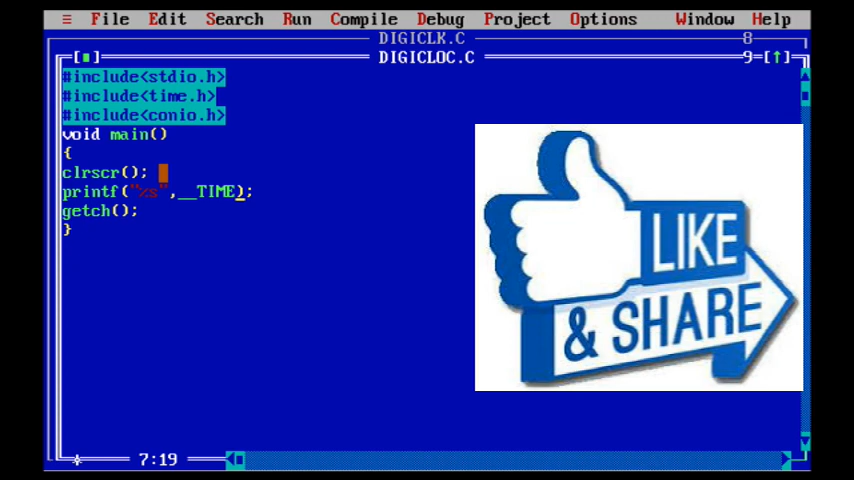 ≡ File Edit Search Run Compile Debug Project Options Window Help
DIGICLK.C 8
[■] DIGICLOC.C 9=[↑]
#include<stdio.h>
#include<time.h>
#include<conio.h>
void main()
{
clrscr();
printf("%s",__TIME);
getch();
}
LIKE
& SHARE
7:19